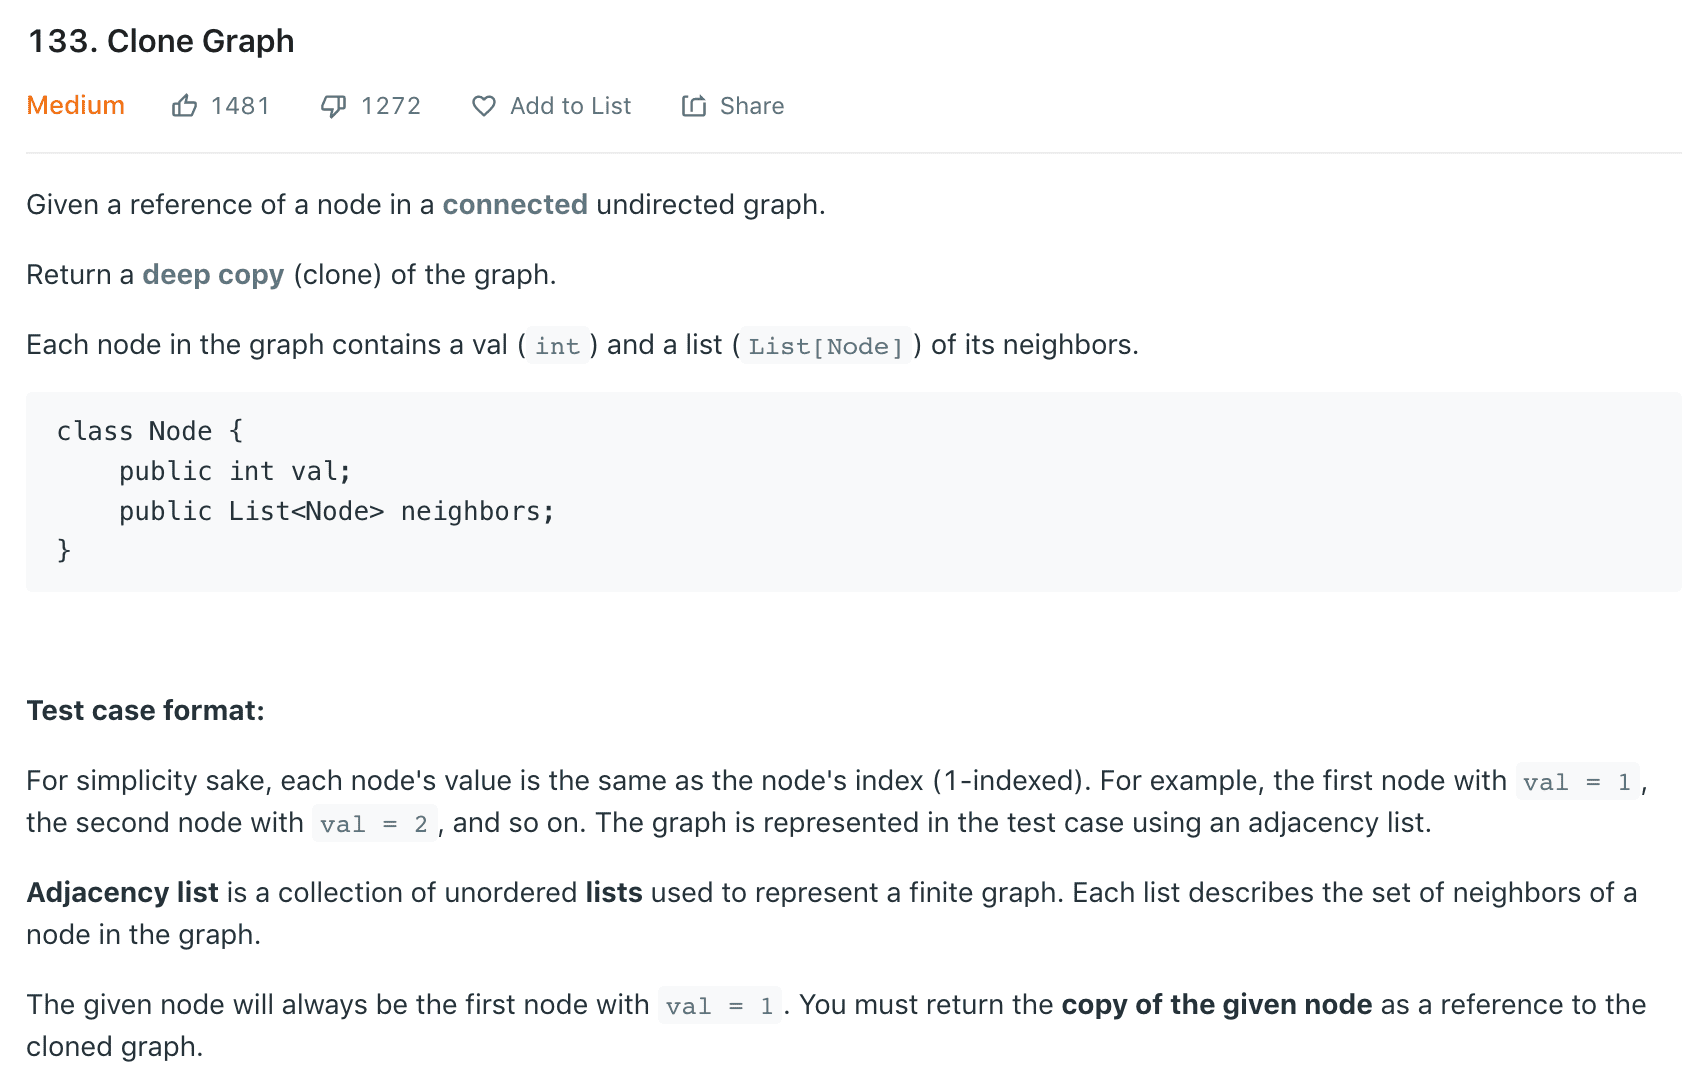 133. Clone Graph
Medium 1481 1272 Add to List Share
Given a reference of a node in a connected undirected graph.
Return a deep copy (clone) of the graph.
Each node in the graph contains a val ( int ) and a list ( List[Node] ) of its neighbors.
class Node {
    public int val;
    public List<Node> neighbors;
}
Test case format:
For simplicity sake, each node's value is the same as the node's index (1-indexed). For example, the first node with val = 1 ,
the second node with val = 2 , and so on. The graph is represented in the test case using an adjacency list.
Adjacency list is a collection of unordered lists used to represent a finite graph. Each list describes the set of neighbors of a
node in the graph.
The given node will always be the first node with val = 1 . You must return the copy of the given node as a reference to the
cloned graph.